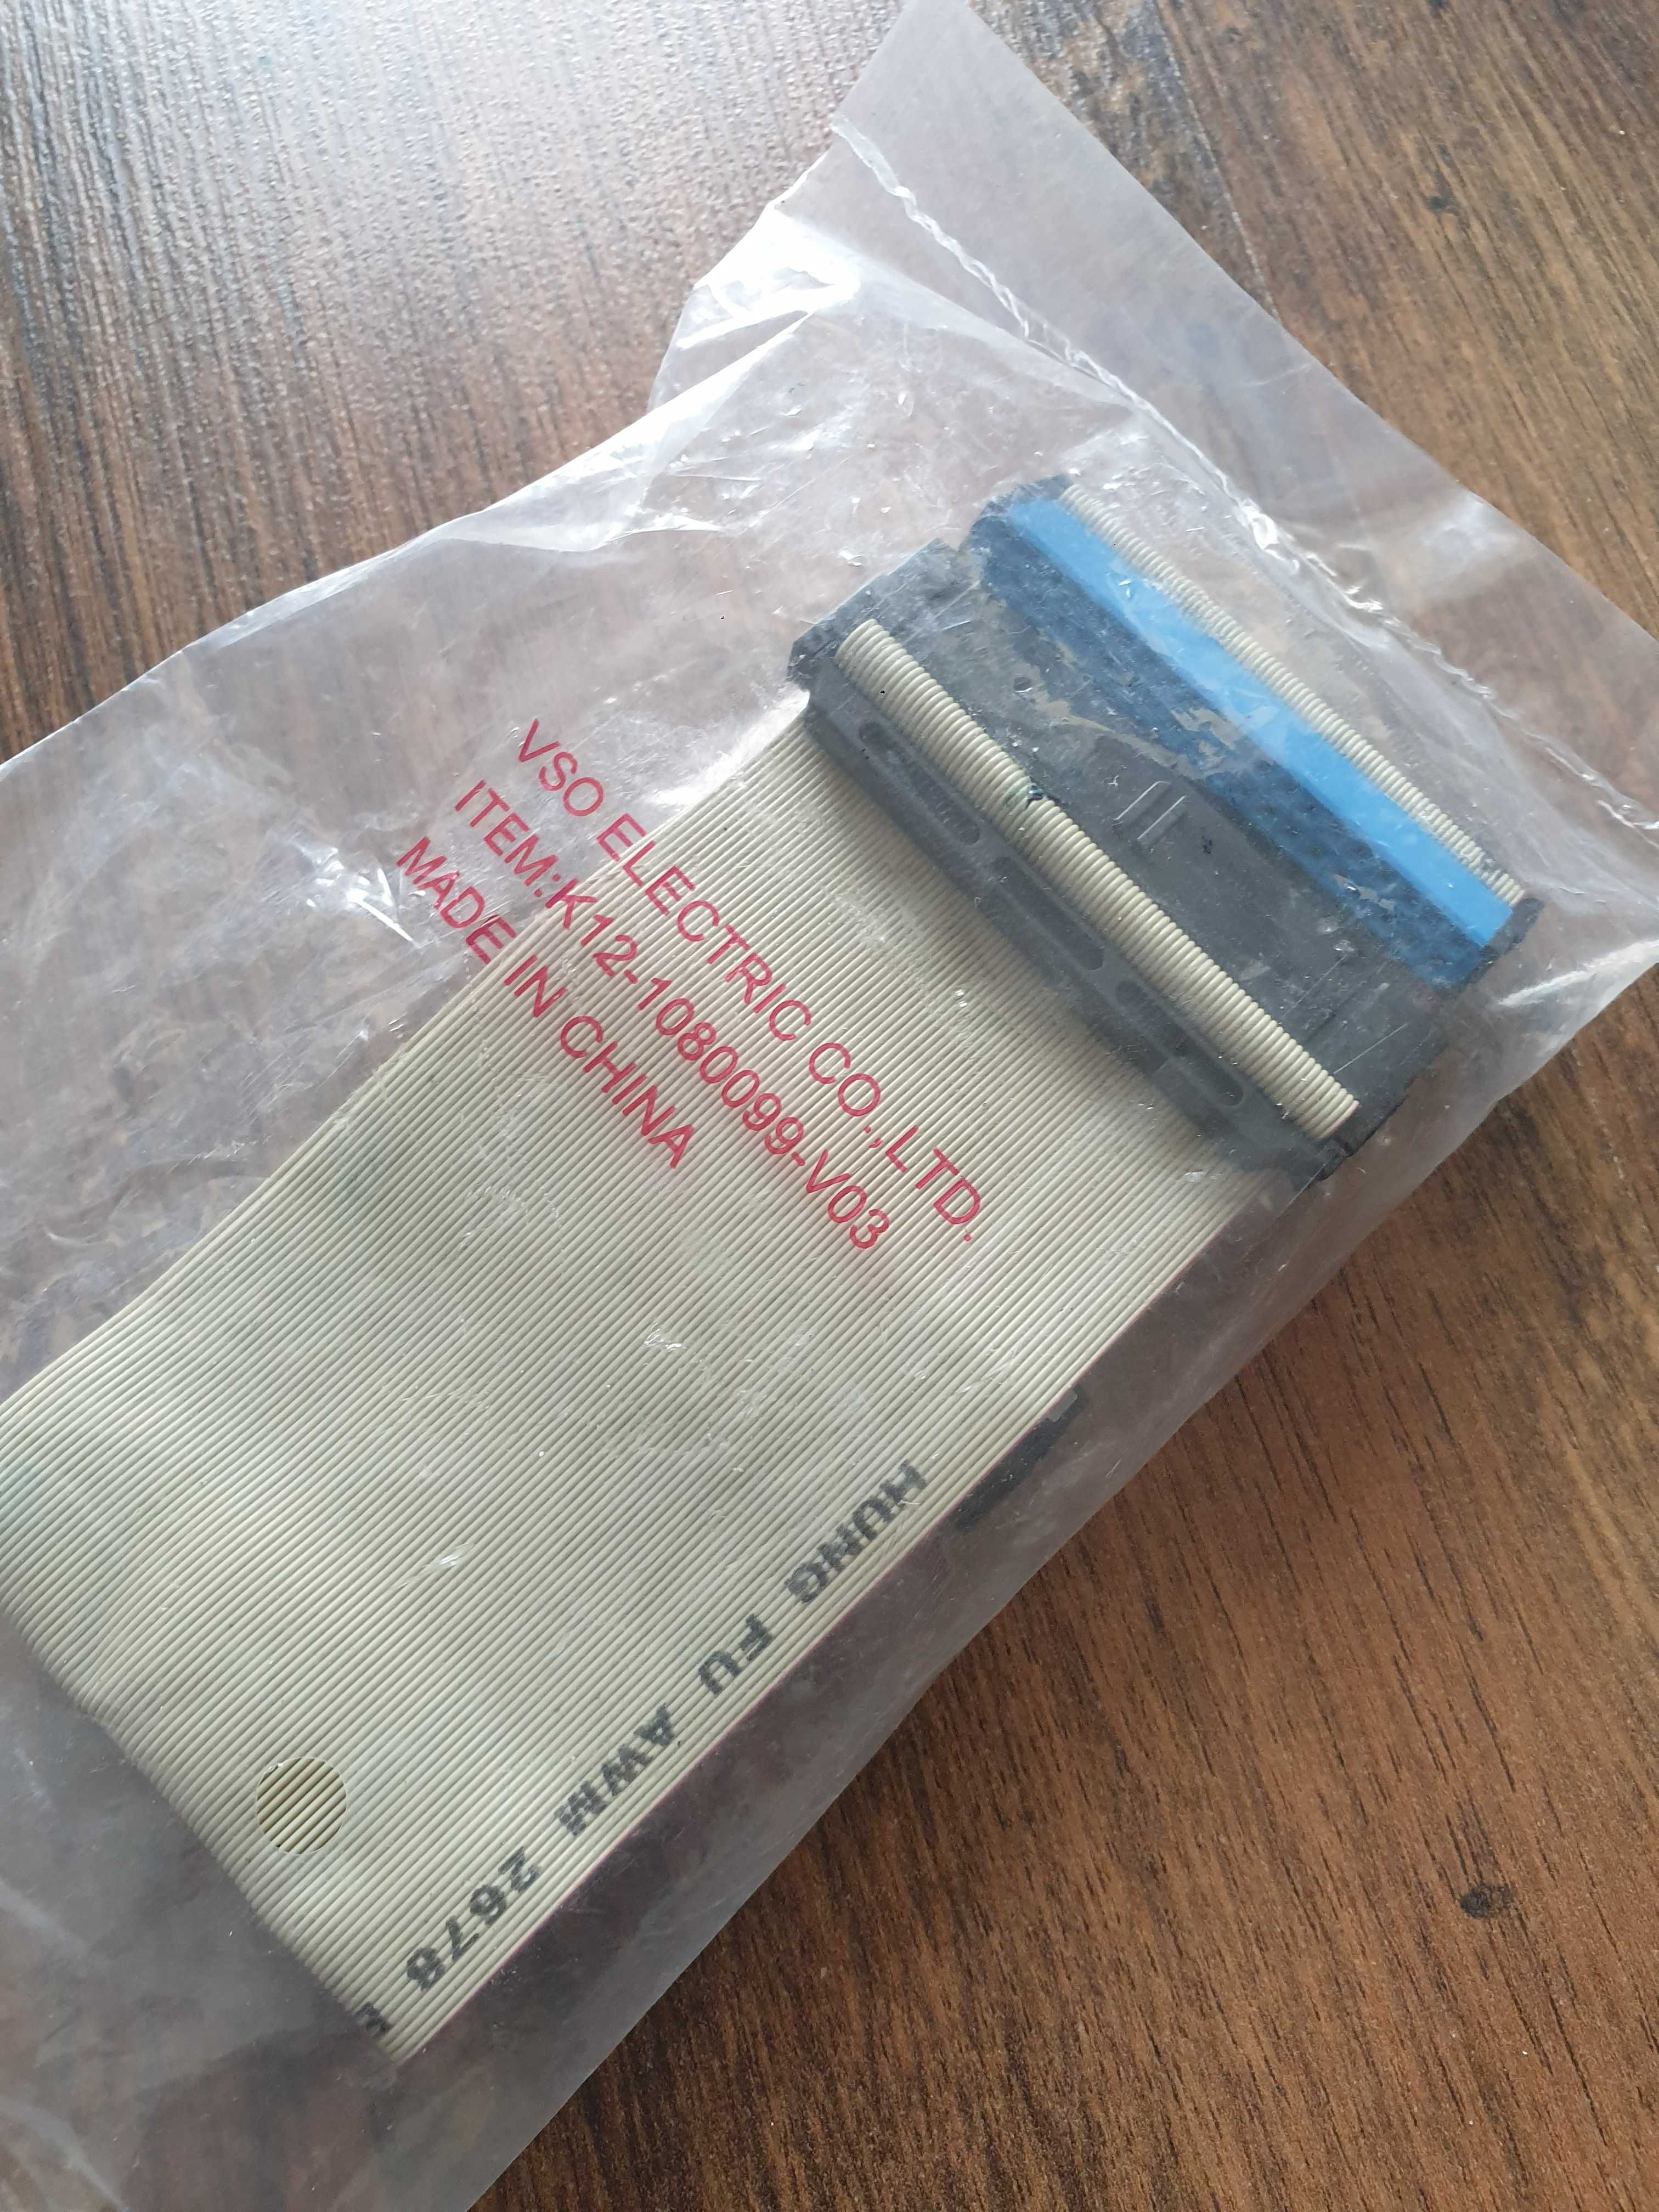 VSO ELECTRIC CO.,LTD.
ITEM:K12-1080099-V03
MADE IN CHINA
HUNG FU AWM 2678